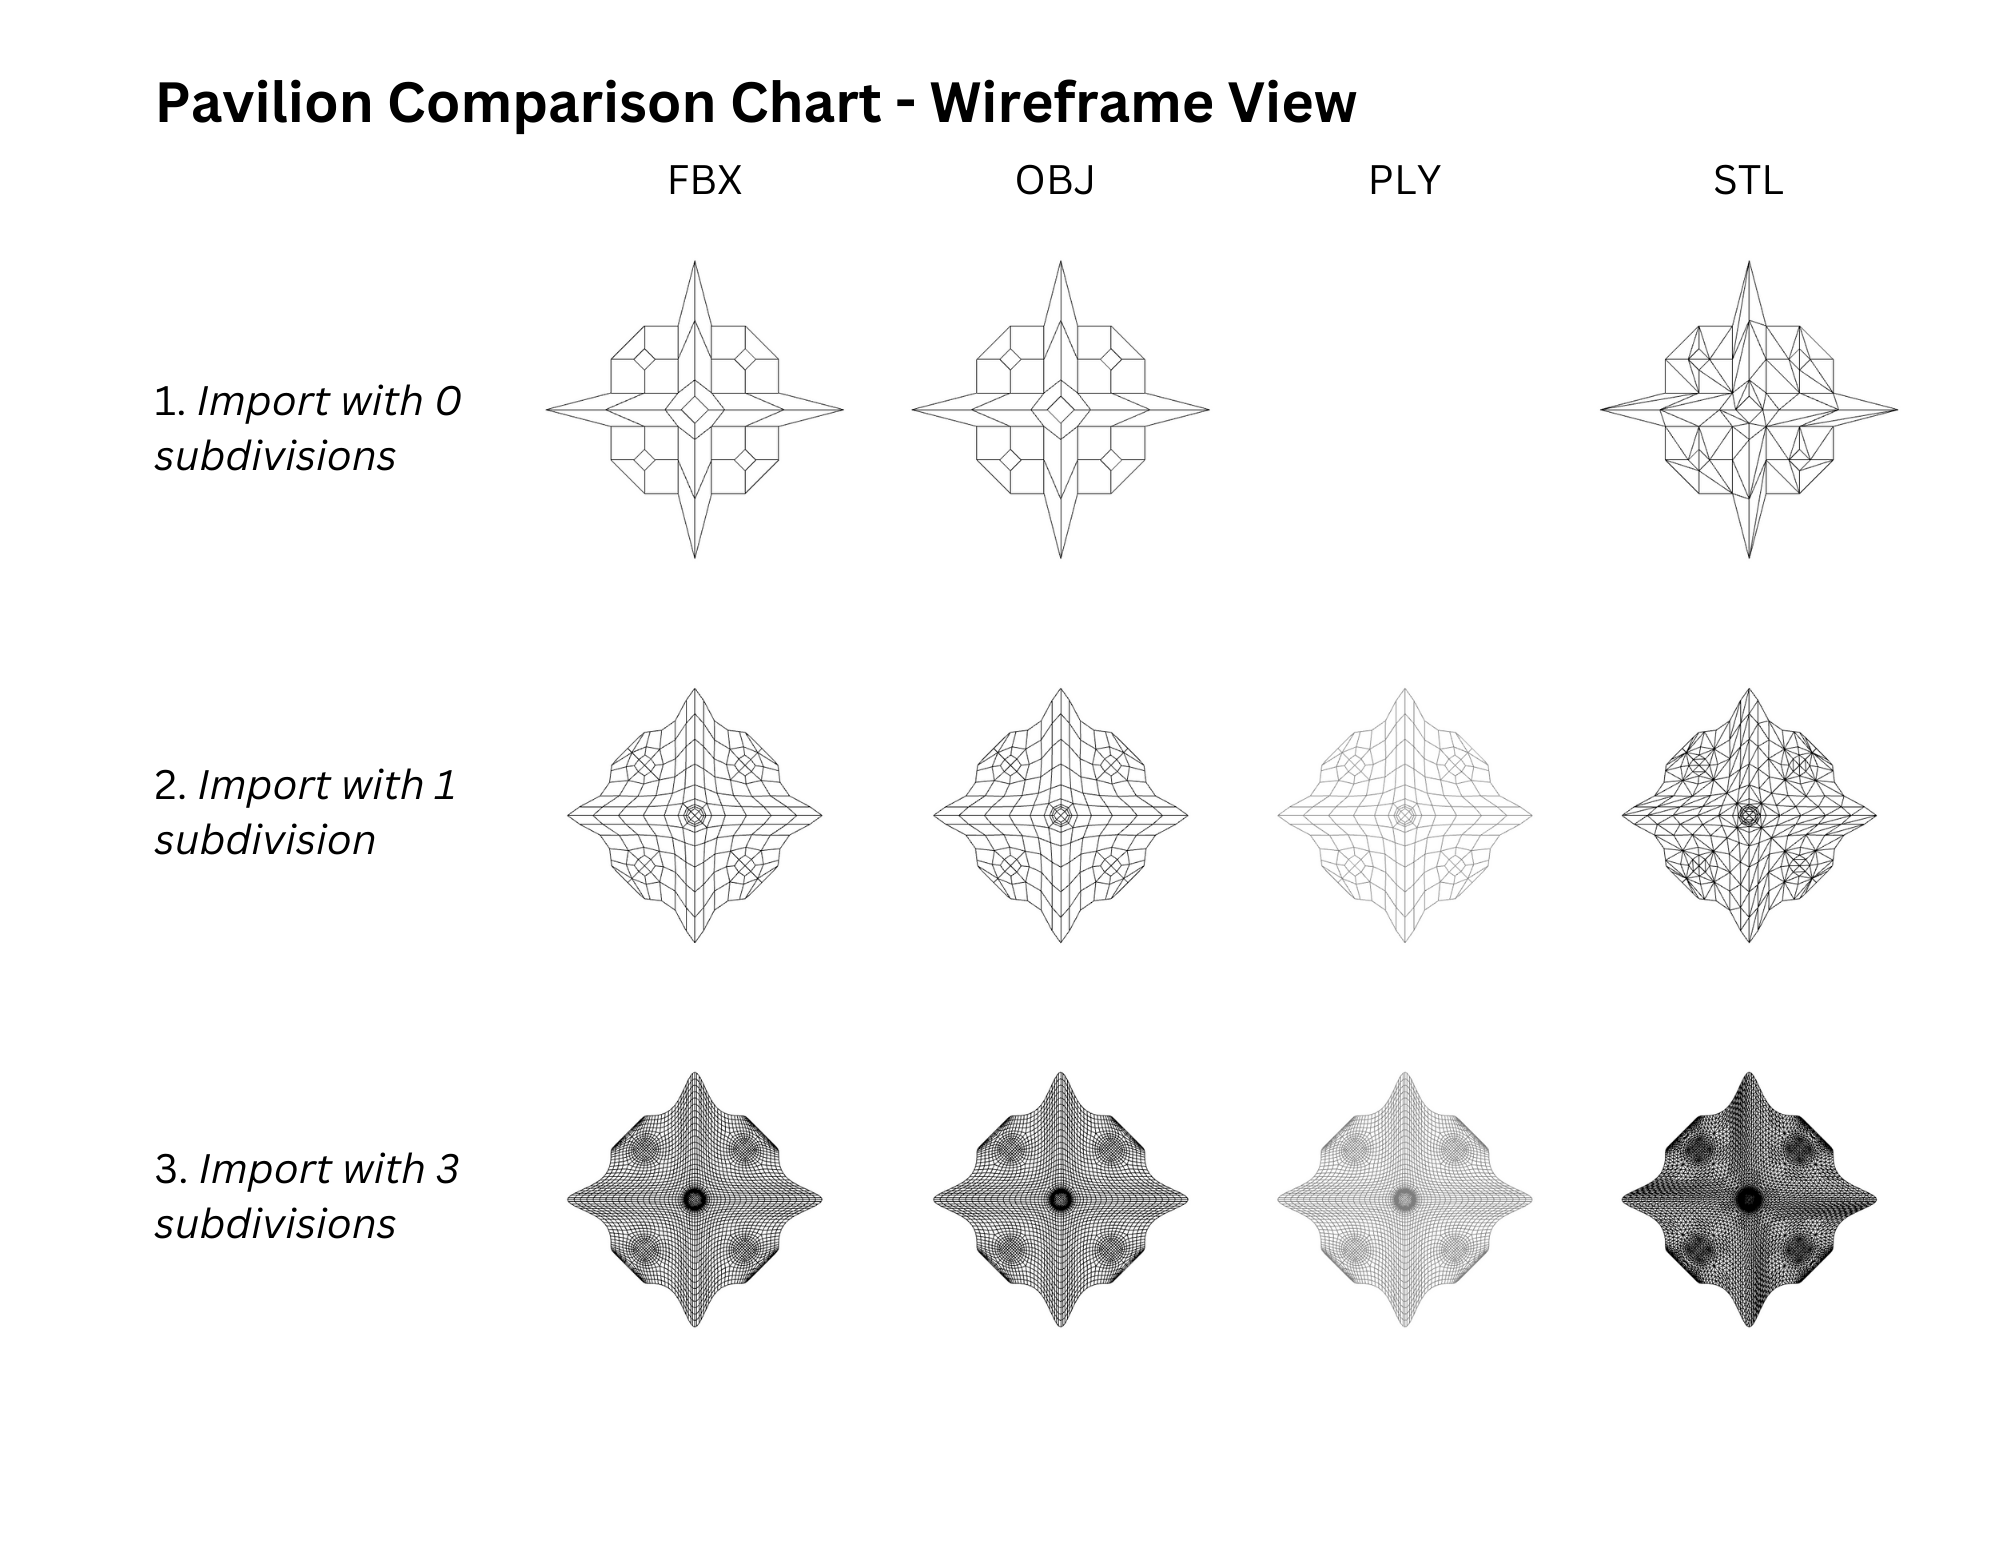 Pavilion Comparison Chart - Wireframe View
FBX OBJ PLY STL
1. Import with 0
subdivisions
2. Import with 1
subdivision
3. Import with 3
subdivisions